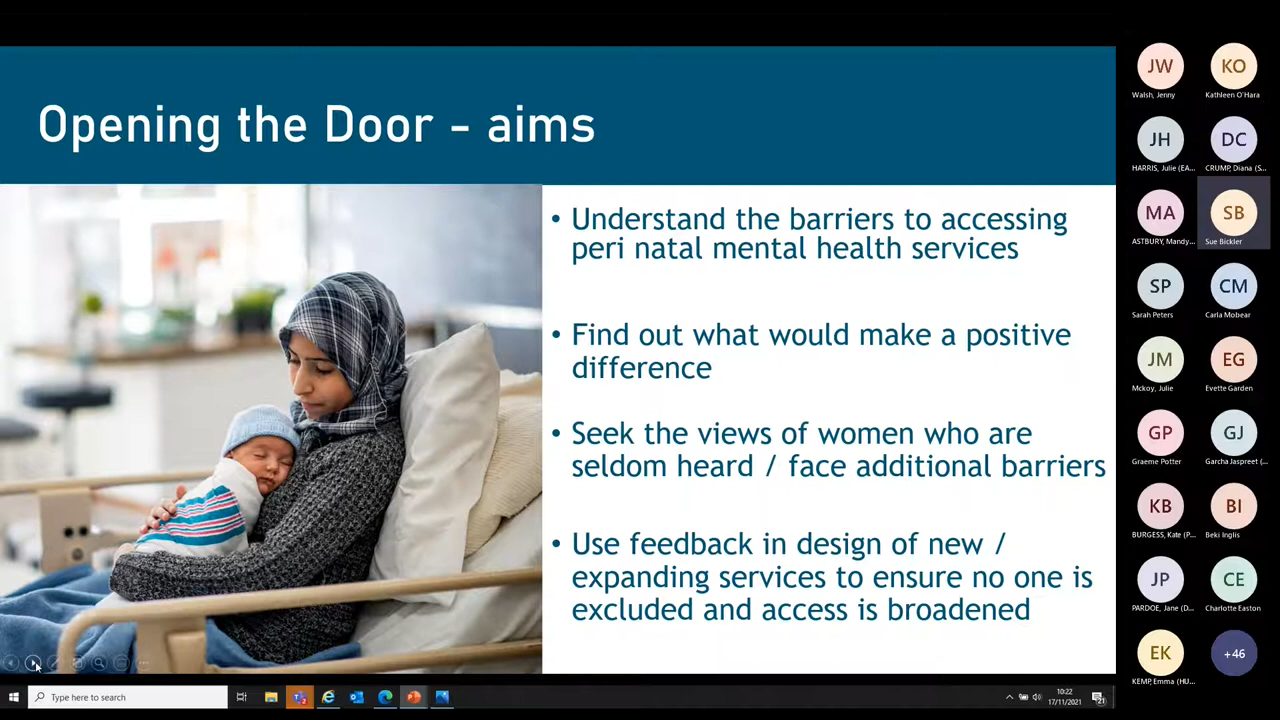 Opening the Door - aims
• Understand the barriers to accessing
peri natal mental health services
• Find out what would make a positive
difference
• Seek the views of women who are
seldom heard / face additional barriers
• Use feedback in design of new /
expanding services to ensure no one is
excluded and access is broadened
JW
Walsh, Jenny
KO
Kathleen O'Hara
JH
HARRIS, Julie (EA...
DC
CRUMP, Diana (S...
MA
ASTBURY, Mandy...
SB
Sue Bickler
SP
Sarah Peters
CM
Carla Mobear
JM
Mckoy, Julie
EG
Evette Garden
GP
Graeme Potter
GJ
Garcha Jaspreet (...
KB
BURGESS, Kate (P...
BI
Beki Inglis
JP
PARDOE, Jane (D...
CE
Charlotte Easton
EK
KEMP, Emma (HU...
+46
Type here to search
10:22
17/11/2021
21